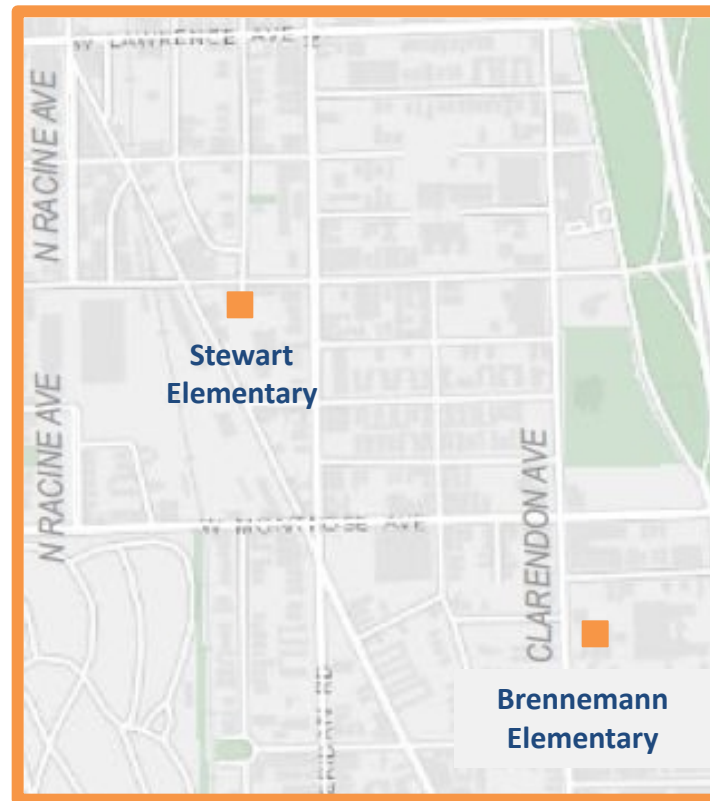 W LAWRENCE AVE
N RACINE AVE
Stewart
Elementary
N RACINE AVE
CLARENDON AVE
W MONTROSE AVE
Brennemann
Elementary